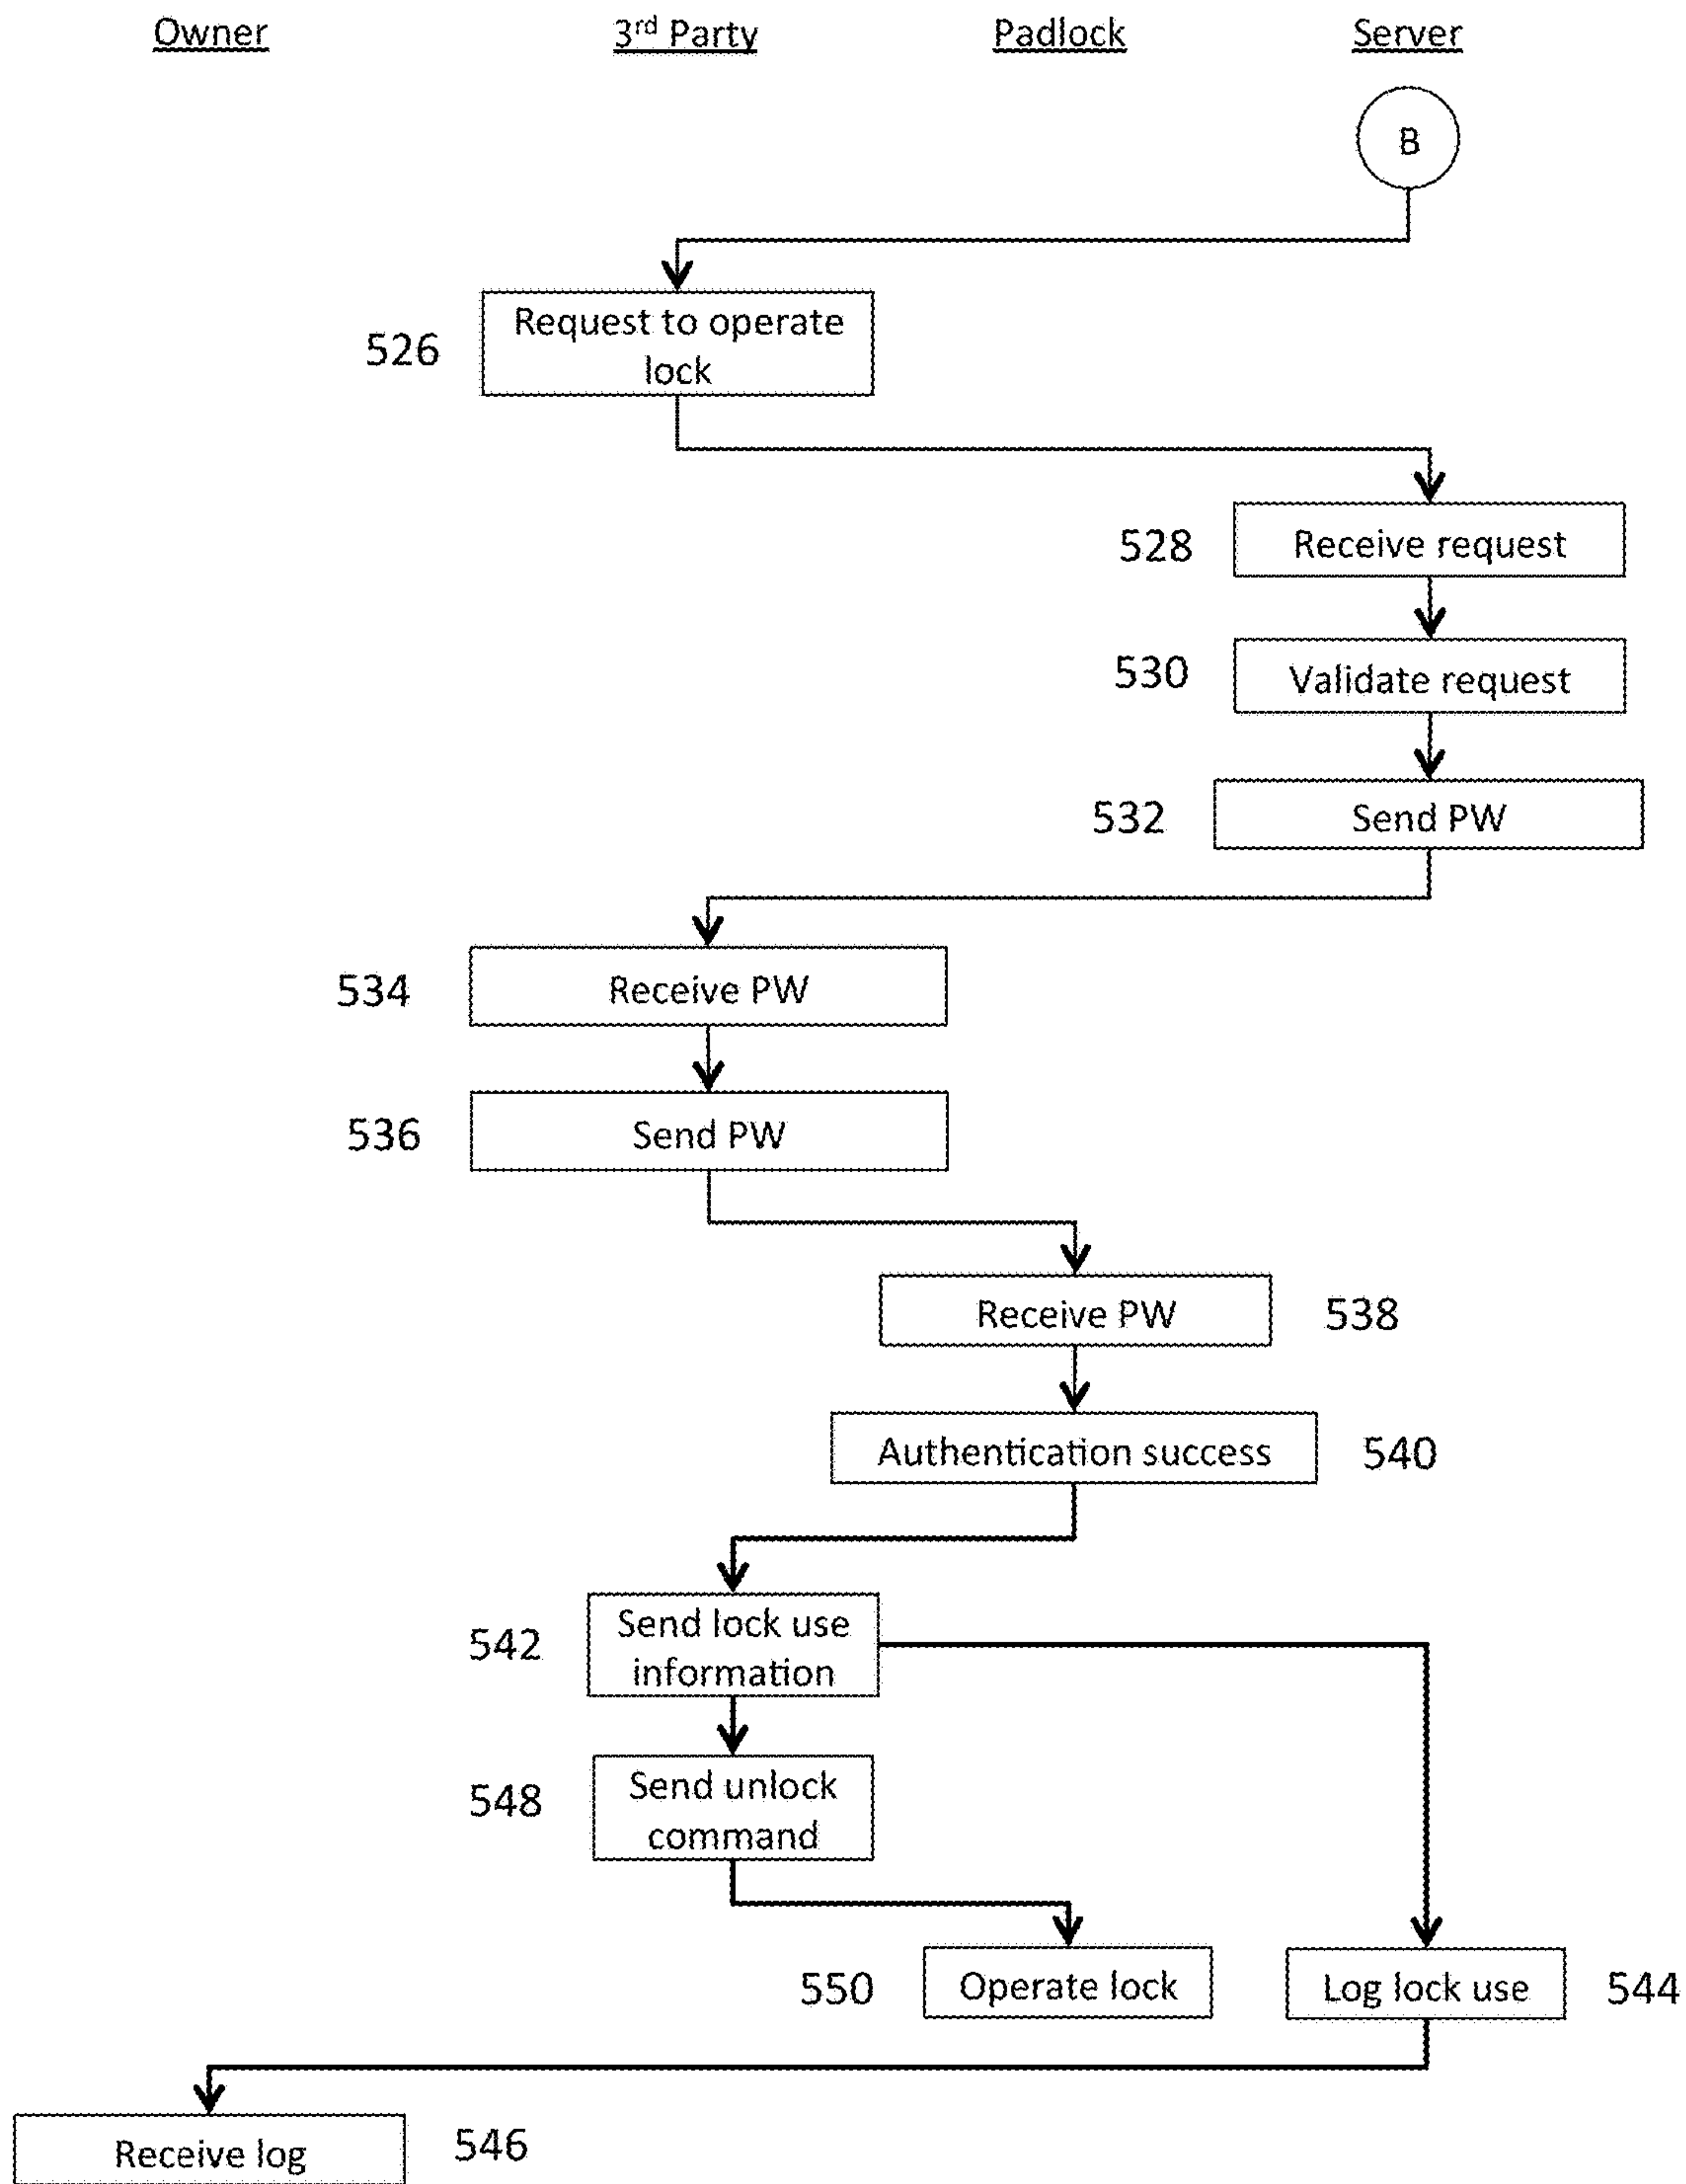 Owner 3rd Party Padlock Server
B
Request to operate
526
lock
528 Receive request
530 Validate request
532 Send PW
534 Receive PW
536 Send PW
Receive PW 538
Authentication success 540
Send lock use
542
information
Send unlock
548
command
550 Operate lock Log lock use 544
Receive log 546